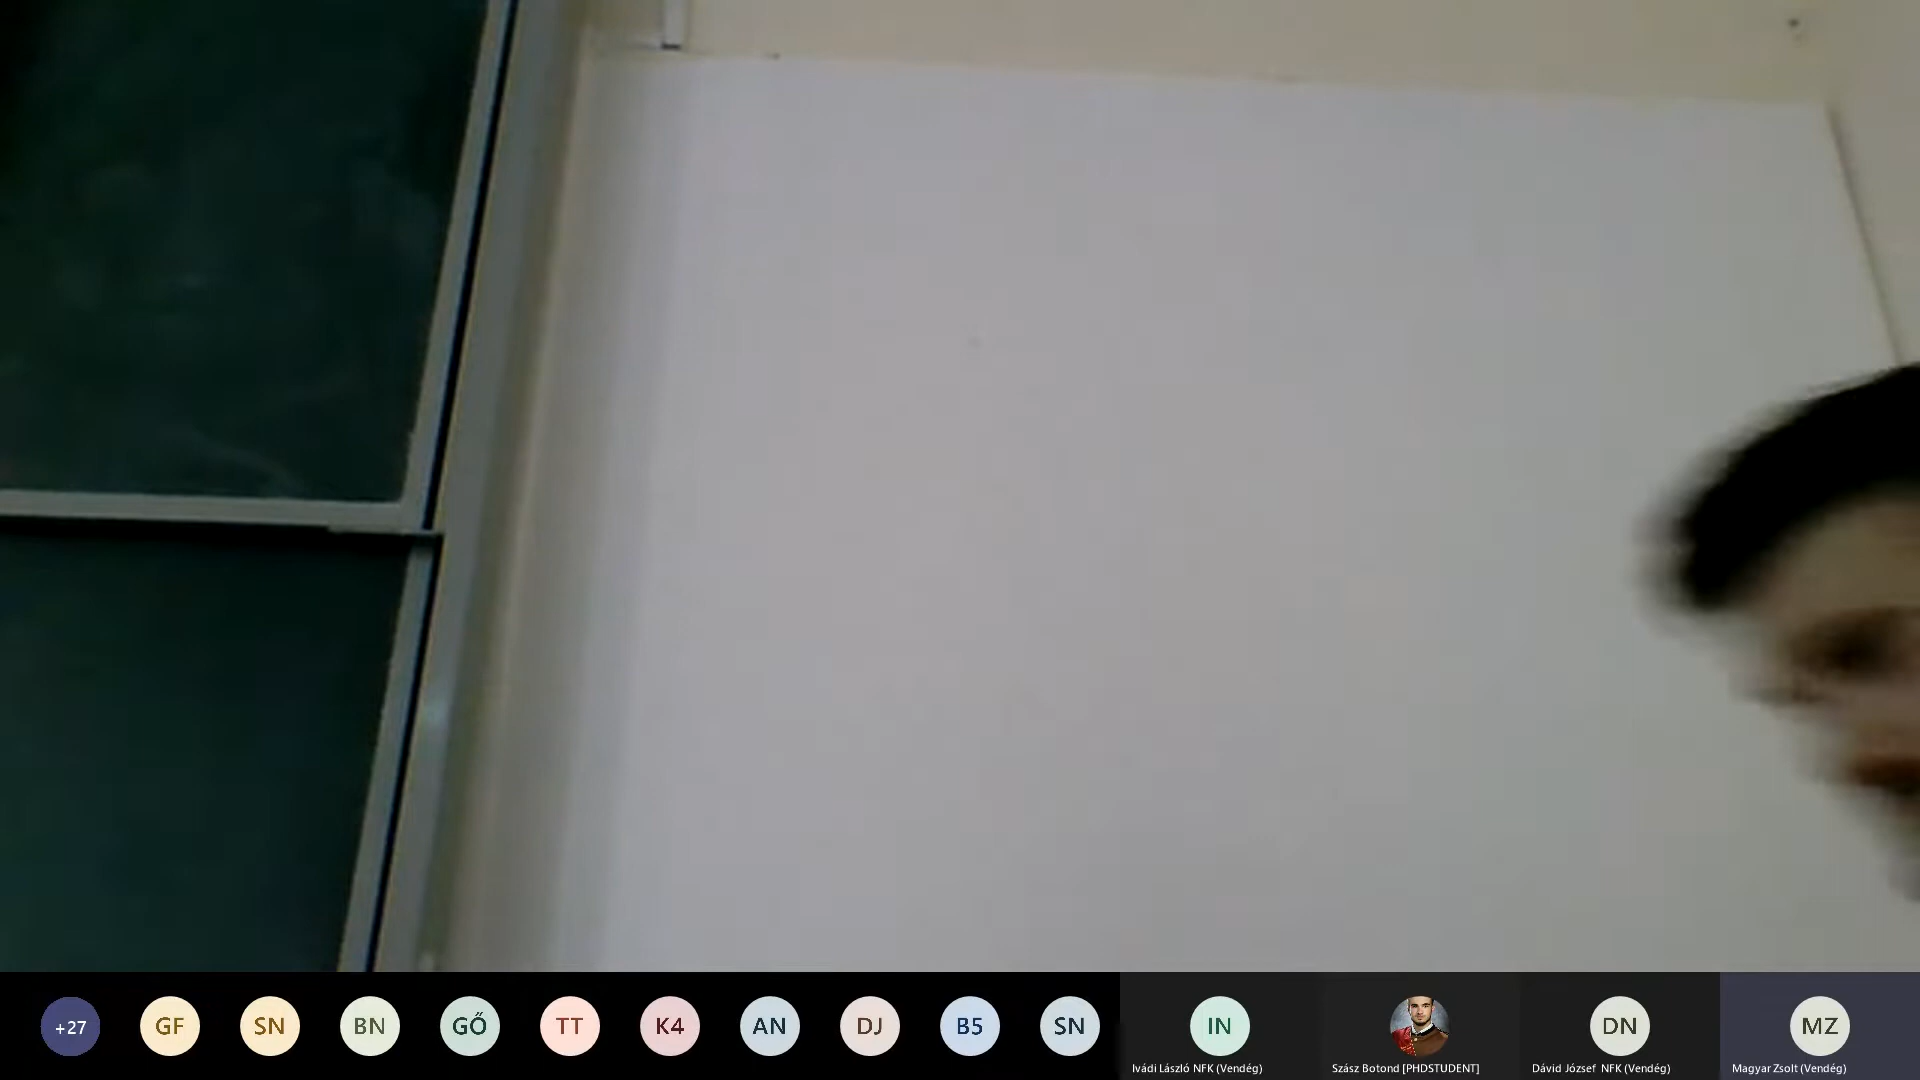 +27
GF
SN
BN
GŐ
TT
K4
AN
DJ
B5
SN
IN
DN
MZ
Ivádi László NFK (Vendég)
Szász Botond [PHDSTUDENT]
Dávid József NFK (Vendég)
Magyar Zsolt (Vendég)